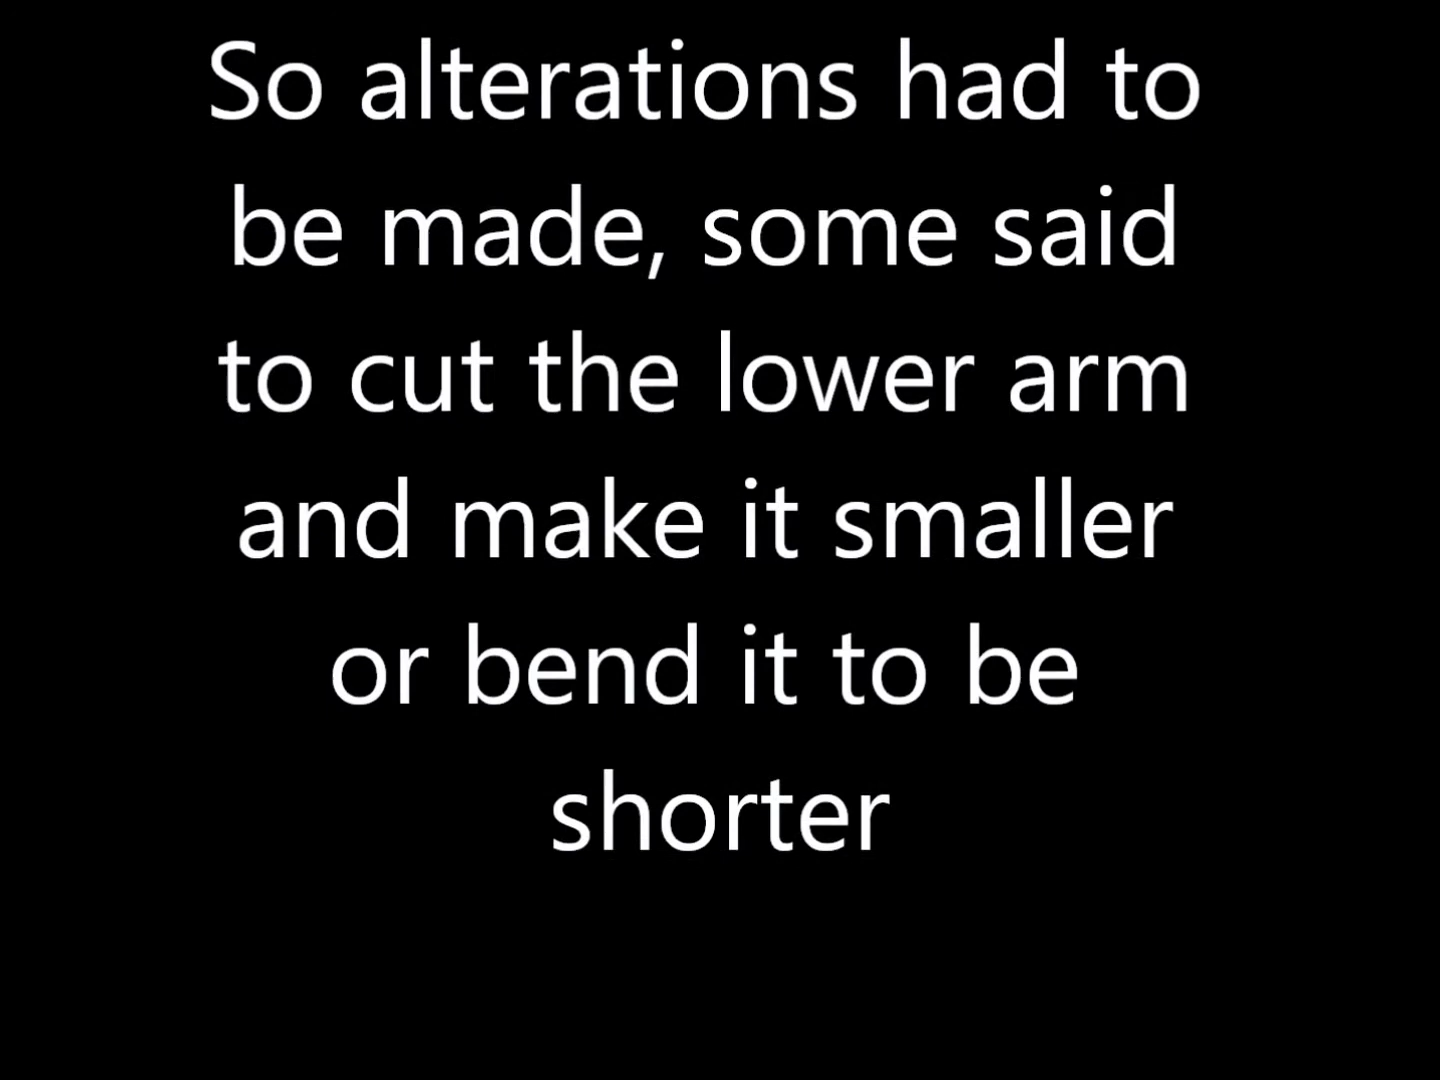 So alterations had to
be made, some said
to cut the lower arm
and make it smaller
or bend it to be
shorter